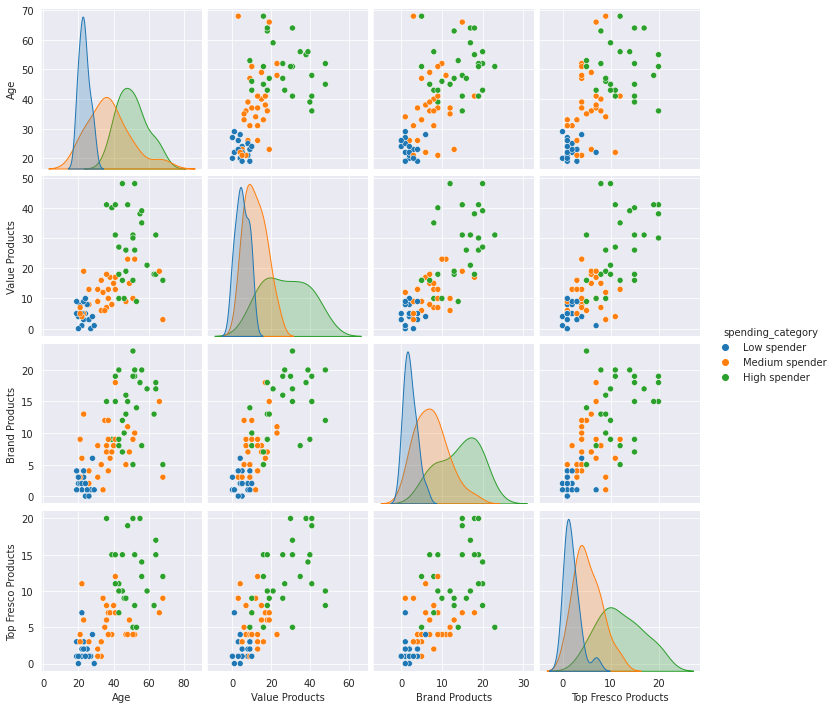 70
60
50
40
30
20
Age
50
40
30
20
10
0
Value Products
20
15
10
5
0
Brand Products
20
15
10
5
0
Top Fresco Products
0 20 40 60 80
Age
0 20 40 60
Value Products
0 10 20 30
Brand Products
0 10 20
Top Fresco Products
spending_category
Low spender
Medium spender
High spender